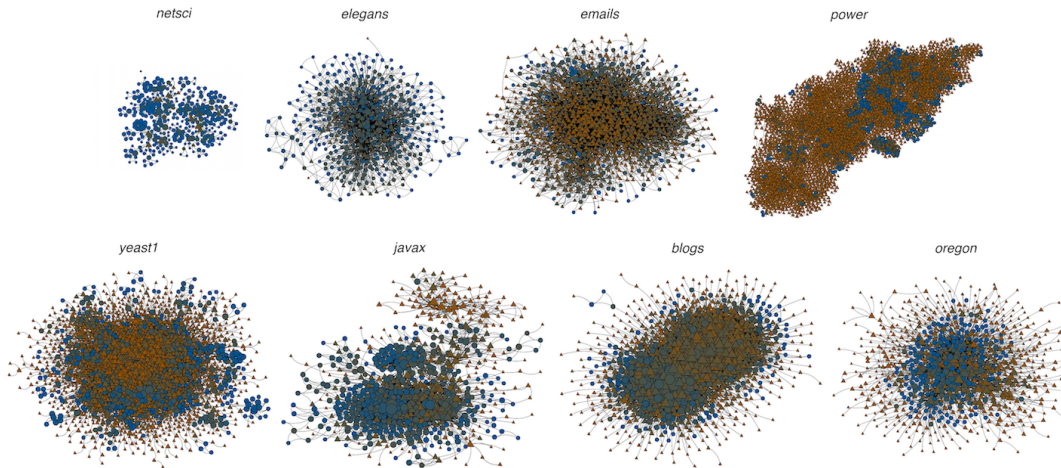 netsci
elegans
emails
power
yeast1
javax
blogs
oregon